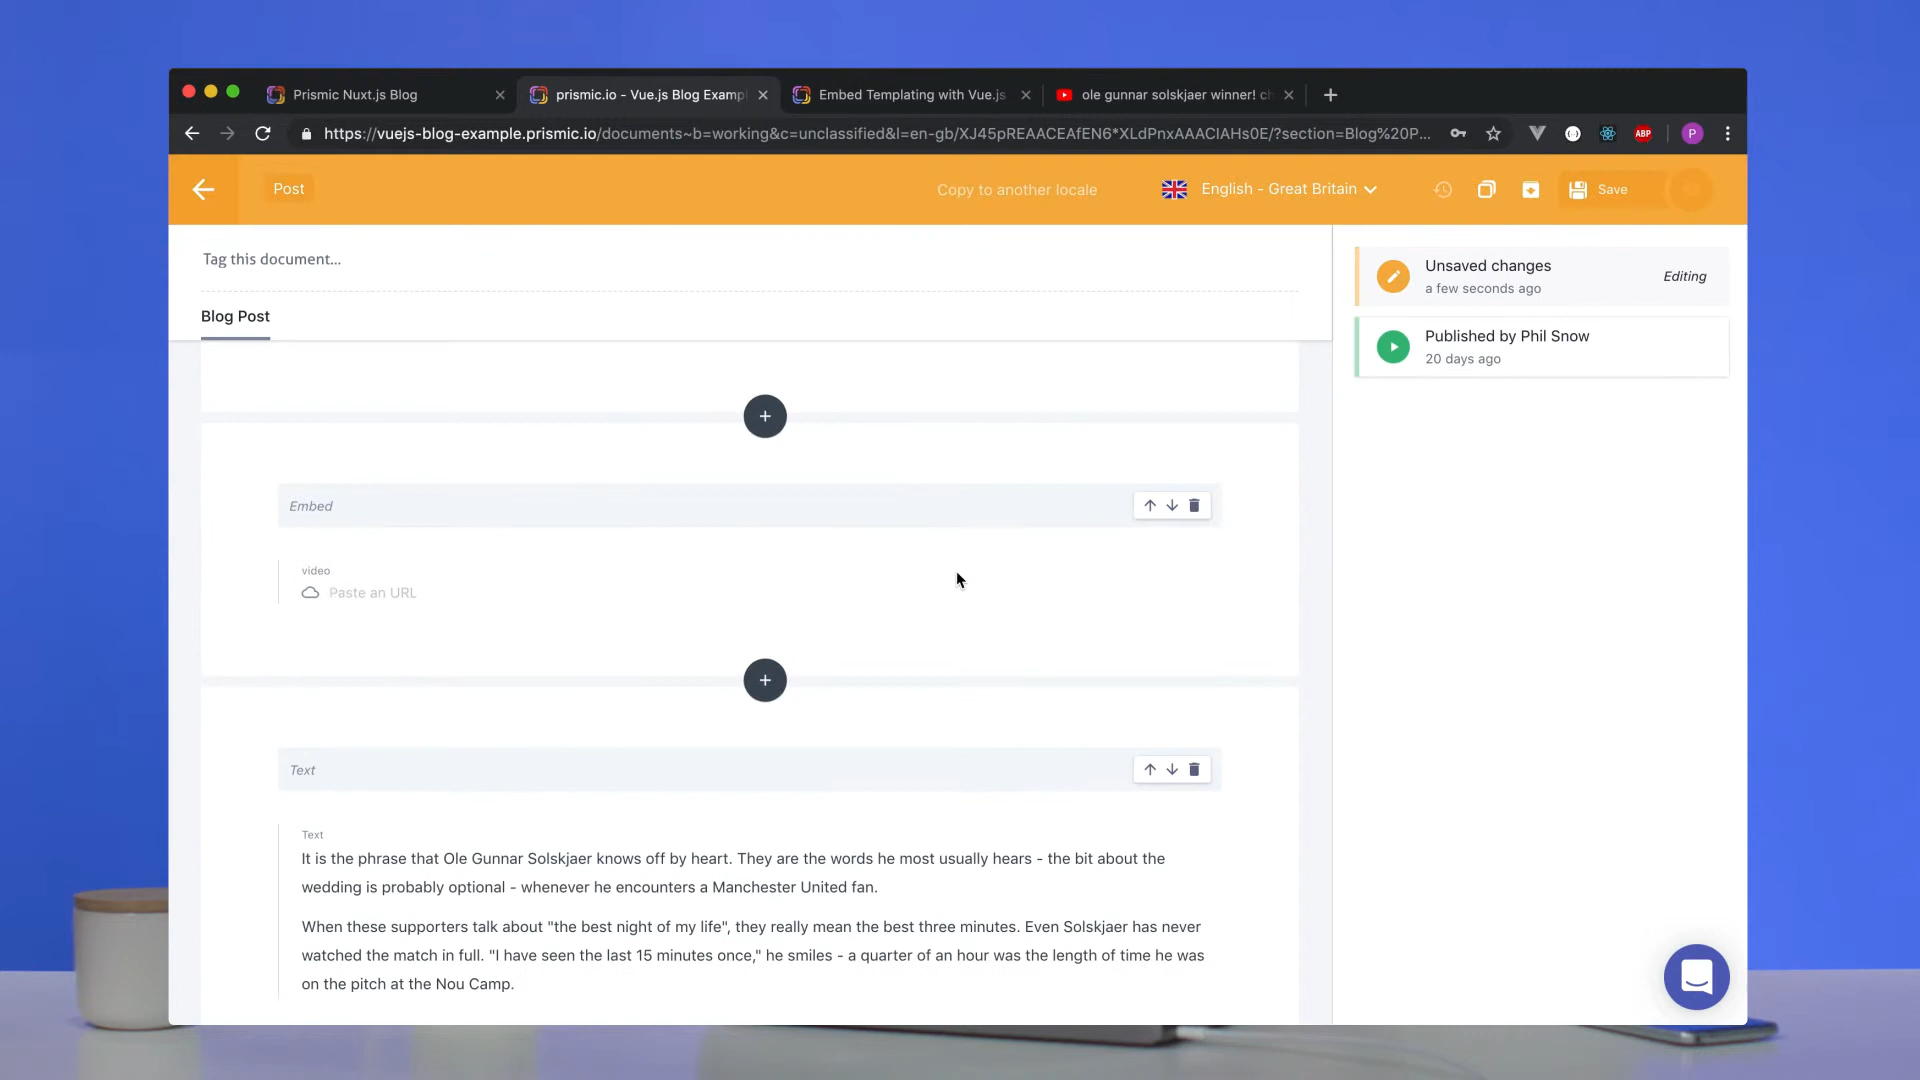 Prismic Nuxt.js Blog
prismic.io - Vue.js Blog Examp
Embed Templating with Vue.js
ole gunnar solskjaer winner! ch
https://vuejs-blog-example.prismic.io/documents~b=working&c=unclassified&l=en-gb/XJ45pREAACEAfEN6*XLdPnxAAACIAHs0E/?section=Blog%20P...
ABP
P
Post
Copy to another locale
English - Great Britain
Save
Tag this document...
Blog Post
Unsaved changes
a few seconds ago
Editing
Published by Phil Snow
20 days ago
Embed
video
Paste an URL
Text
Text
It is the phrase that Ole Gunnar Solskjaer knows off by heart. They are the words he most usually hears - the bit about the
wedding is probably optional - whenever he encounters a Manchester United fan.
When these supporters talk about "the best night of my life", they really mean the best three minutes. Even Solskjaer has never
watched the match in full. "I have seen the last 15 minutes once," he smiles - a quarter of an hour was the length of time he was
on the pitch at the Nou Camp.